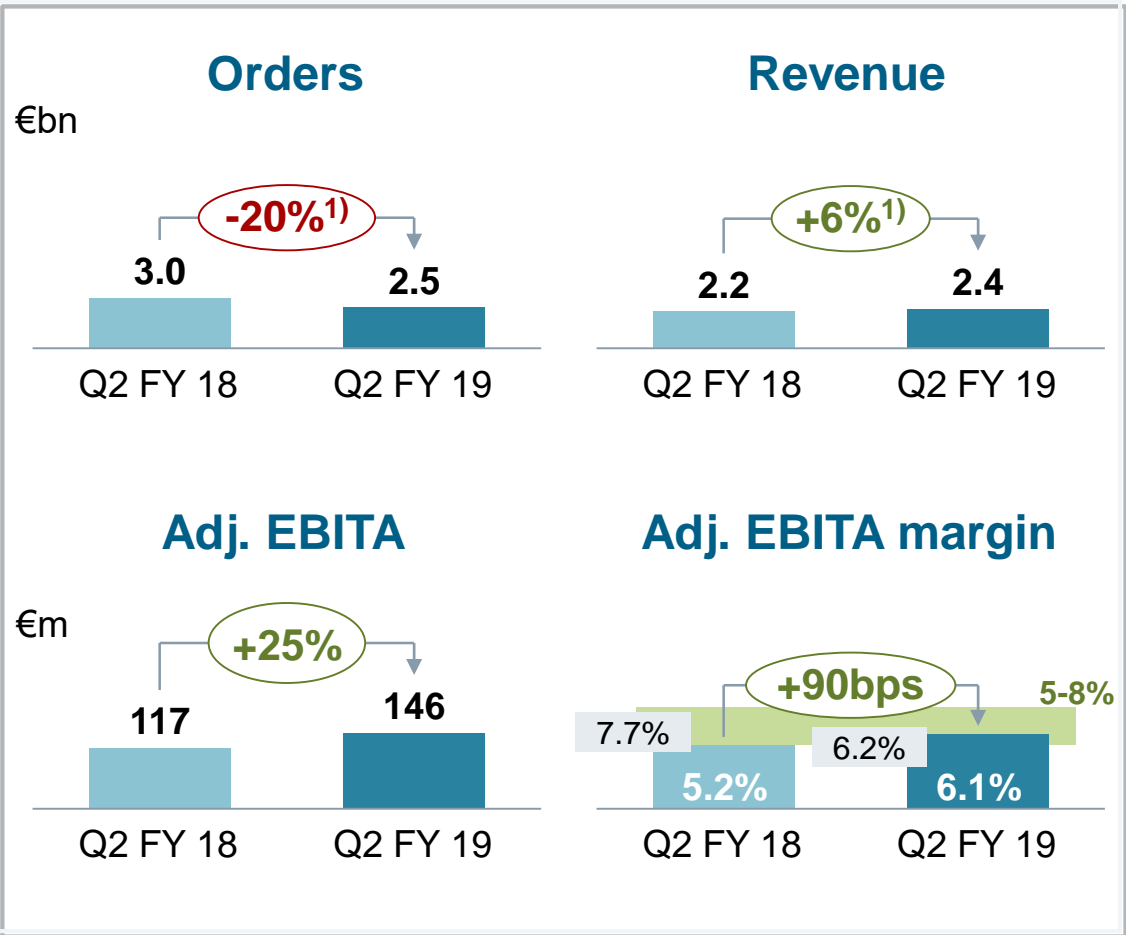 Orders
Revenue
€bn
-20%1)
+6%1)
3.0
2.5
2.2
2.4
Q2 FY 18
Q2 FY 19
Q2 FY 18
Q2 FY 19
Adj. EBITA
Adj. EBITA margin
€m
+25%
+90bps
5-8%
117
146
7.7%
6.2%
5.2%
6.1%
Q2 FY 18
Q2 FY 19
Q2 FY 18
Q2 FY 19